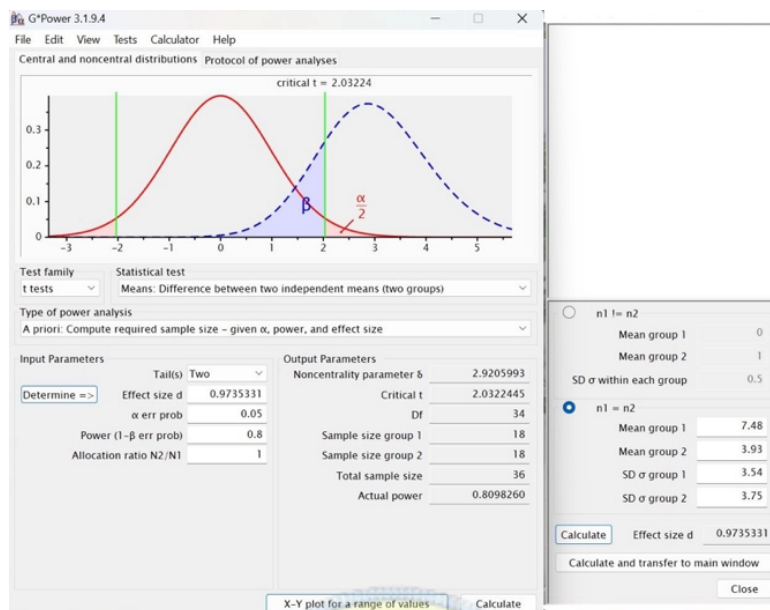 G*Power 3.1.9.4
File Edit View Tests Calculator Help
Central and noncentral distributions Protocol of power analyses
critical t = 2.03224
0.3
0.2
0.1
0
β
α
2
-3 -2 -1 0 1 2 3 4 5
Test family Statistical test
t tests Means: Difference between two independent means (two groups)
Type of power analysis
A priori: Compute required sample size – given α, power, and effect size
Input Parameters
Tail(s) Two
Determine => Effect size d 0.9735331
α err prob 0.05
Power (1-β err prob) 0.8
Allocation ratio N2/N1 1
Output Parameters
Noncentrality parameter δ 2.9205993
Critical t 2.0322445
Df 34
Sample size group 1 18
Sample size group 2 18
Total sample size 36
Actual power 0.8098260
X-Y plot for a range of values Calculate
n1 != n2
Mean group 1 0
Mean group 2 1
SD σ within each group 0.5
n1 = n2
Mean group 1 7.48
Mean group 2 3.93
SD σ group 1 3.54
SD σ group 2 3.75
Calculate Effect size d 0.9735331
Calculate and transfer to main window
Close